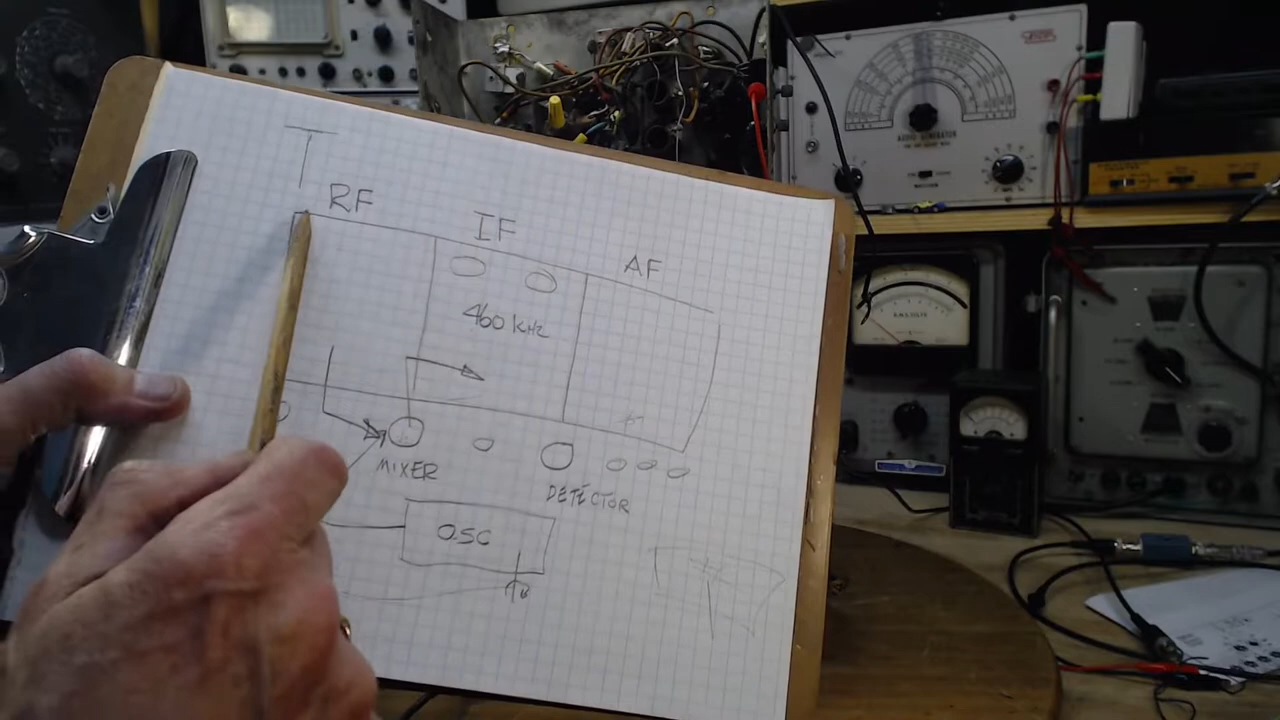 RF
IF
AF
460 KHz
MIXER
DETECTOR
OSC
AUDIO GENERATOR